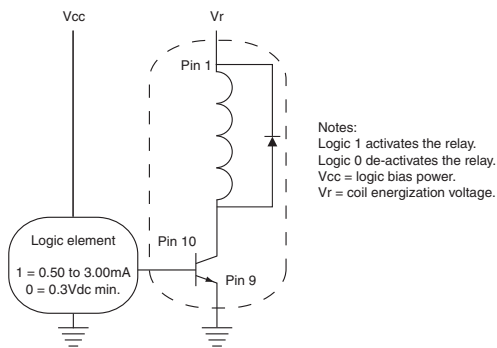 Vcc
Vr
Pin 1
Notes:
Logic 1 activates the relay.
Logic 0 de-activates the relay.
Vcc = logic bias power.
Vr = coil energization voltage.
Logic element
1 = 0.50 to 3.00mA
0 = 0.3Vdc min.
Pin 10
Pin 9